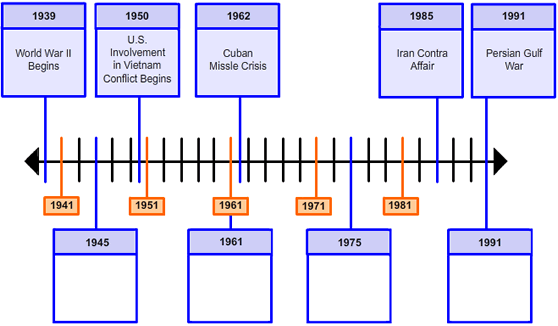 1939
World War II
Begins
1950
U.S.
Involvement
in Vietnam
Conflict Begins
1962
Cuban
Missle Crisis
1985
Iran Contra
Affair
1991
Persian Gulf
War
1941
1951
1961
1971
1981
1945
1961
1975
1991